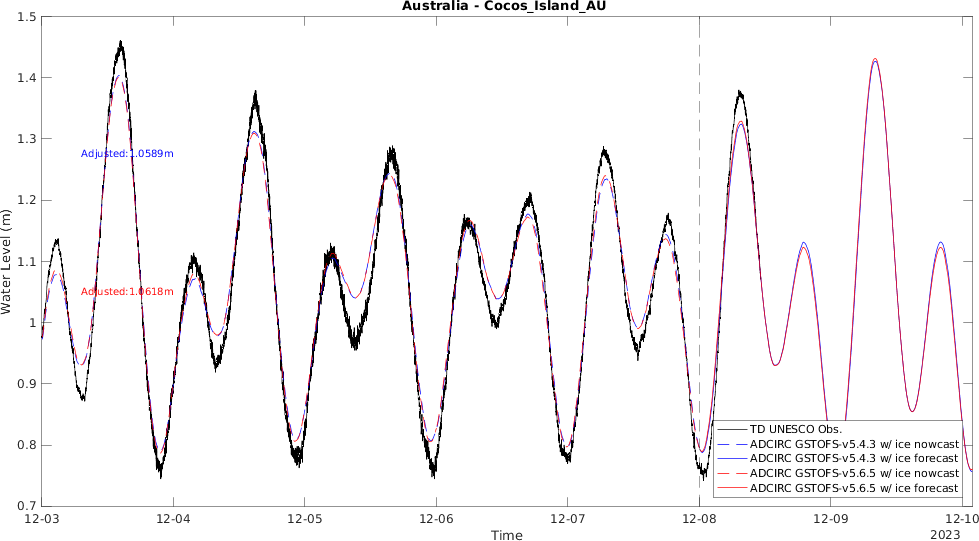 Australia - Cocos_Island_AU
1.5
1.4
1.3
1.2
1.1
1
0.9
0.8
0.7
Water Level (m)
Adjusted:1.0589m
Adjusted:1.0618m
TD UNESCO Obs.
ADCIRC GSTOFS-v5.4.3 w/ ice nowcast
ADCIRC GSTOFS-v5.4.3 w/ ice forecast
ADCIRC GSTOFS-v5.6.5 w/ ice nowcast
ADCIRC GSTOFS-v5.6.5 w/ ice forecast
12-03 12-04 12-05 12-06 12-07 12-08 12-09 12-10
Time
2023